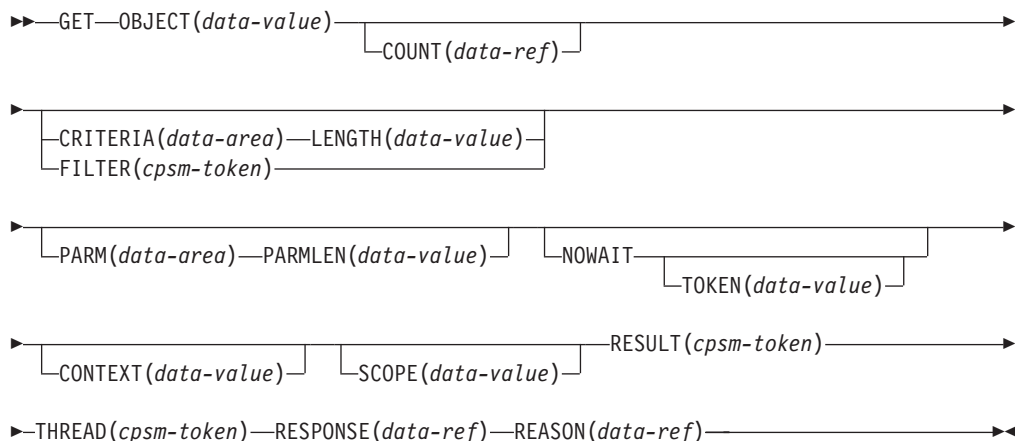 GET OBJECT(data-value)
COUNT(data-ref)
CRITERIA(data-area) LENGTH(data-value)
FILTER(cpsm-token)
PARM(data-area) PARMLEN(data-value) NOWAIT
TOKEN(data-value)
RESULT(cpsm-token)
CONTEXT(data-value) SCOPE(data-value)
THREAD(cpsm-token) RESPONSE(data-ref) REASON(data-ref)